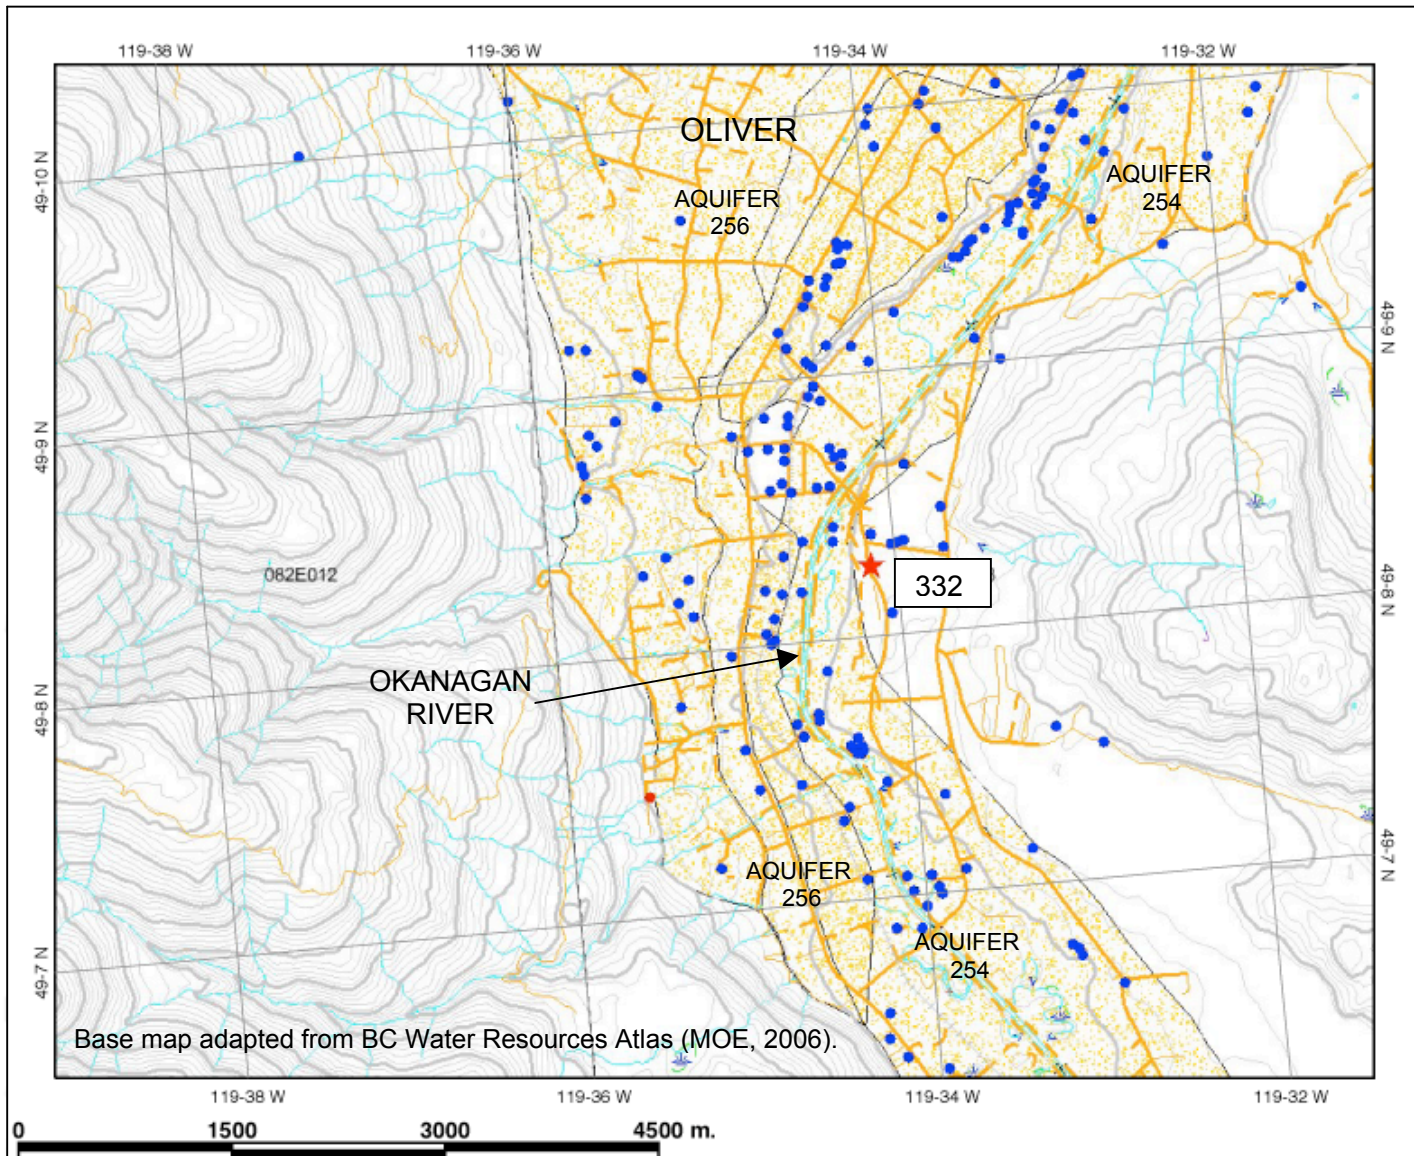 119-38 W 119-36 W 119-34 W 119-32 W
OLIVER
49-10 N
AQUIFER
254
AQUIFER
256
49-9 N
49-9 N
082E012
332
49-8 N
OKANAGAN
RIVER
49-8 N
49-7 N
AQUIFER
256
AQUIFER
254
49-7 N
Base map adapted from BC Water Resources Atlas (MOE, 2006).
119-38 W 119-36 W 119-34 W 119-32 W
0 1500 3000 4500 m.